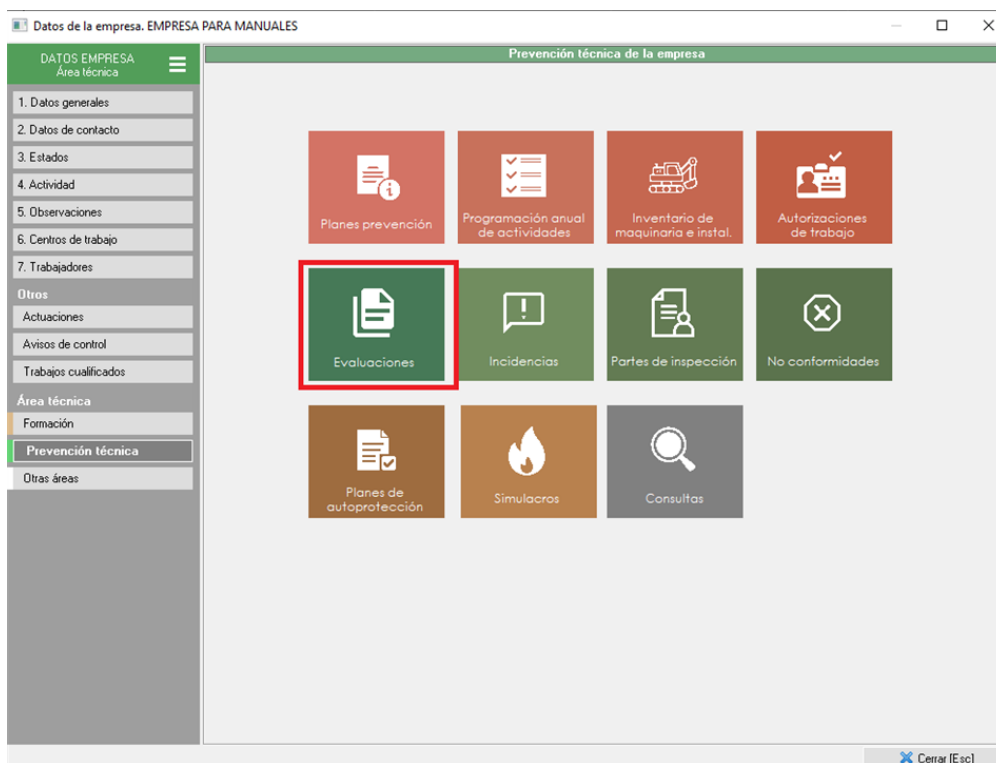 Datos de la empresa. EMPRESA PARA MANUALES
DATOS EMPRESA
Área técnica
1. Datos generales
2. Datos de contacto
3. Estados
4. Actividad
5. Observaciones
6. Centros de trabajo
7. Trabajadores
Otros
Actuaciones
Avisos de control
Trabajos cualificados
Área técnica
Formación
Prevención técnica
Otras áreas
Prevención técnica de la empresa
Planes prevención
Programación anual
de actividades
Inventario de
maquinaria e instal.
Autorizaciones
de trabajo
Evaluaciones
Incidencias
Partes de inspección
No conformidades
Planes de
autoprotección
Simulacros
Consultas
Cerrar [Esc]